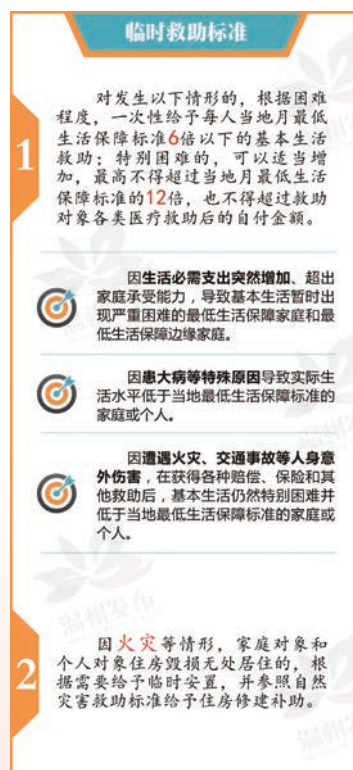 临时救助标准
1
对发生以下情形的，根据困难
程度，一次性给予每人当地月最低
生活保障标准6倍以下的基本生活
救助；特别困难的，可以适当增
加，最高不得超过当地月最低生活
保障标准的12倍，也不得超过救助
对象各类医疗救助后的自付金额。
因生活必需支出突然增加、超出
家庭承受能力，导致基本生活暂时出
现严重困难的最低生活保障家庭和最
低生活保障边缘家庭。
因患大病等特殊原因导致实际生
活水平低于当地最低生活保障标准的
家庭或个人。
因遭遇火灾、交通事故等人身意
外伤害，在获得各种赔偿、保险和其
他救助后，基本生活仍然特别困难并
低于当地最低生活保障标准的家庭或
个人。
温州发布
2
因火灾等情形，家庭对象和
个人对象住房毁损无处居住的，根
据需要给予临时安置，并参照自然
灾害救助标准给予住房修建补助。